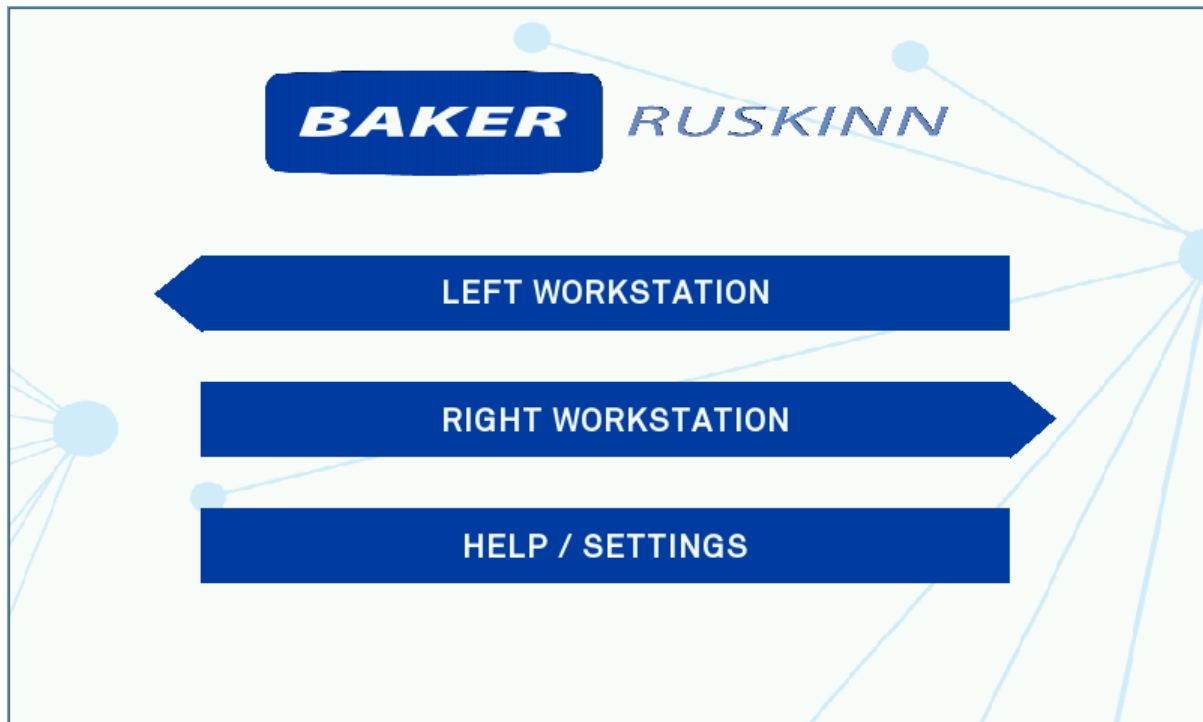 BAKER RUSKINN
LEFT WORKSTATION
RIGHT WORKSTATION
HELP / SETTINGS